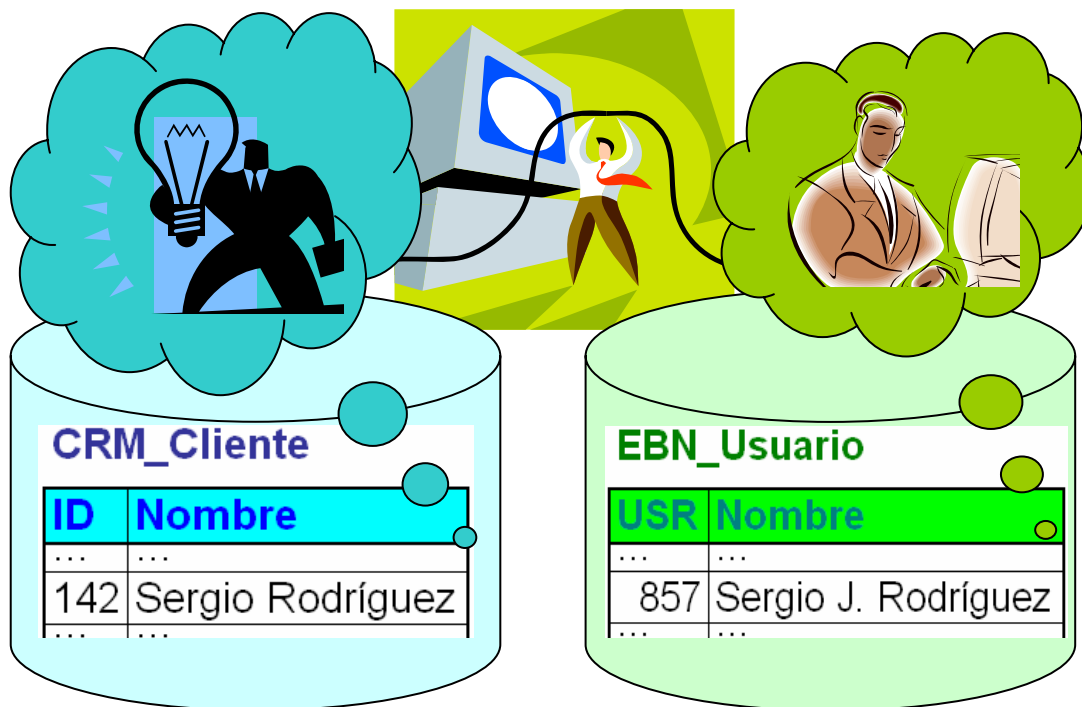 CRM_Cliente
ID Nombre
... ...
142 Sergio Rodríguez
... ...
EBN_Usuario
USR Nombre
... ...
857 Sergio J. Rodríguez
... ...